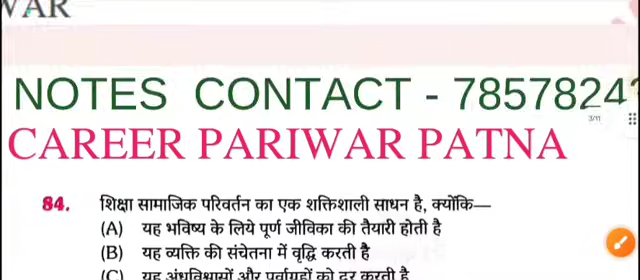 NOTES CONTACT - 7857824
CAREER PARIWAR PATNA
3/11
84. शिक्षा सामाजिक परिवर्तन का एक शक्तिशाली साधन है, क्योंकि—
(A) यह भविष्य के लिये पूर्ण जीविका की तैयारी होती है
(B) यह व्यक्ति की संचेतना में वृद्धि करती है
(C) यह अंधविश्वासों और पूर्वाग्रहों को दूर करती है